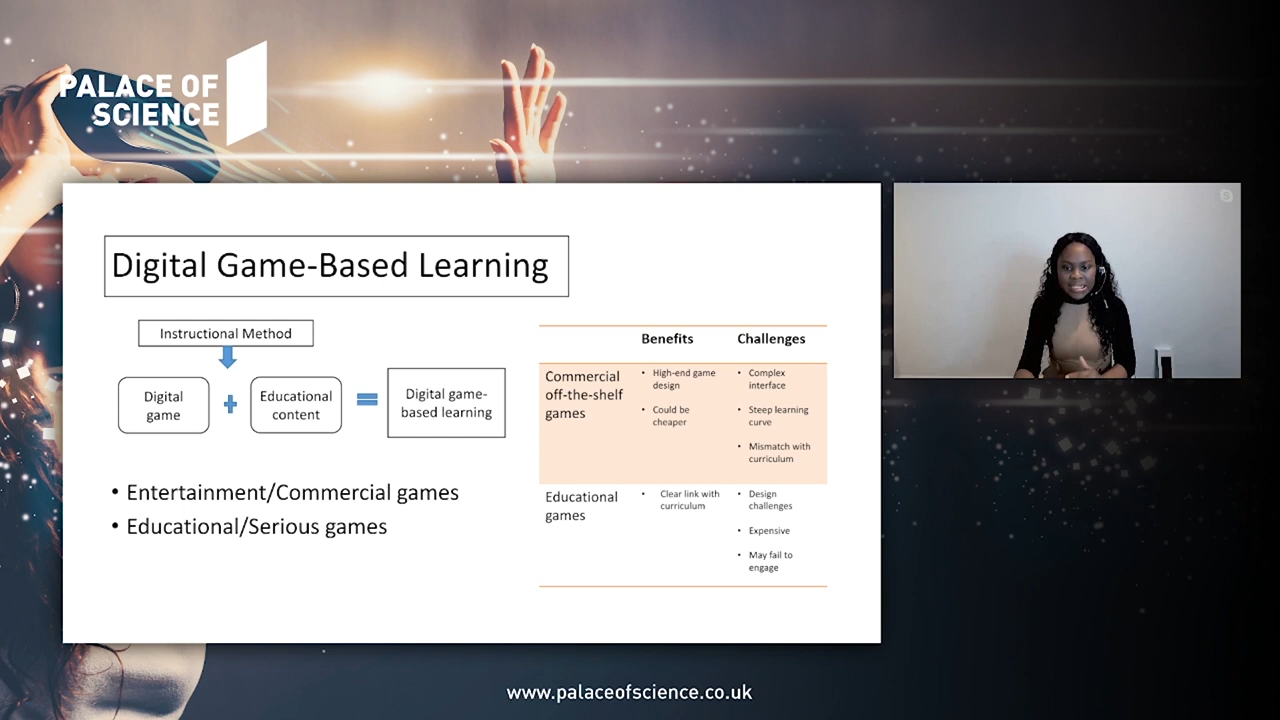 PALACE OF
SCIENCE
Digital Game-Based Learning
Instructional Method
Digital
game
Educational
content
Digital game-
based learning
• Entertainment/Commercial games
• Educational/Serious games
Benefits
Challenges
Commercial
off-the-shelf
games
• High-end game
design
• Could be
cheaper
• Complex
interface
• Steep learning
curve
• Mismatch with
curriculum
Educational
games
• Clear link with
curriculum
• Design
challenges
• Expensive
• May fail to
engage
www.palaceofscience.co.uk